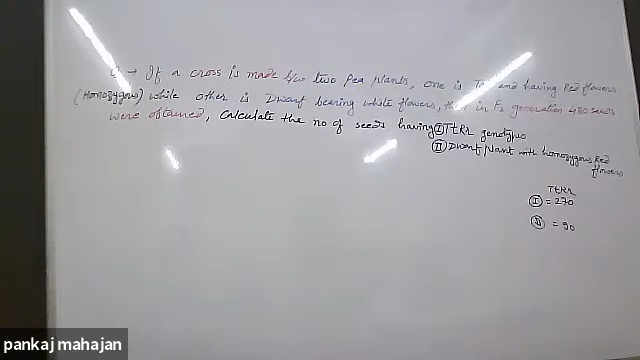 Q → If a cross is made b/w two pea plants, one is Tall and having Red flowers
(Homozygous) while other is Dwarf bearing white flowers, then in F2 generation 480 seeds
were obtained, Calculate the no of seeds having (I) TtRr genotype
(II) Dwarf plant with homozygous Red
flowers
TtRr
(I) = 270
(II) = 90
pankaj mahajan